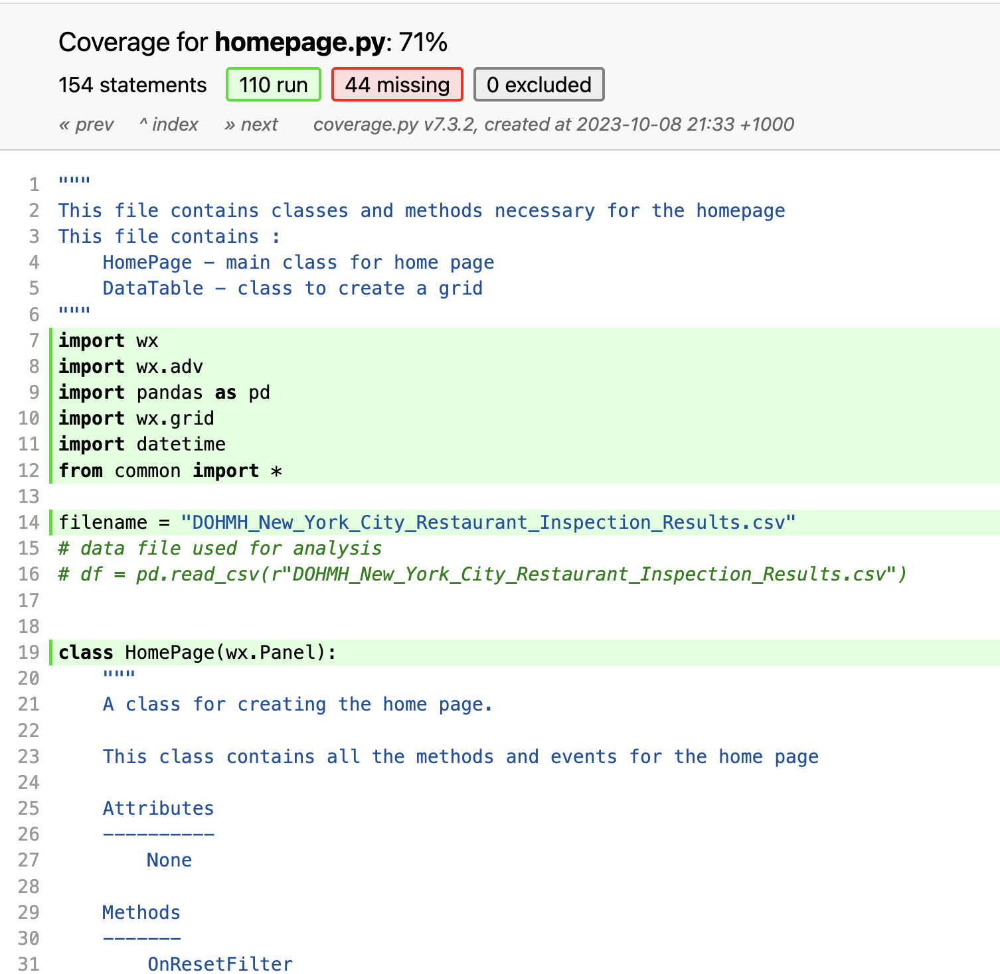 Coverage for homepage.py: 71%
154 statements 110 run 44 missing 0 excluded
« prev ^ index » next coverage.py v7.3.2, created at 2023-10-08 21:33 +1000
1 """
2 This file contains classes and methods necessary for the homepage
3 This file contains :
4     HomePage – main class for home page
5     DataTable – class to create a grid
6 """
7 import wx
8 import wx.adv
9 import pandas as pd
10 import wx.grid
11 import datetime
12 from common import *
13
14 filename = "DOHMH_New_York_City_Restaurant_Inspection_Results.csv"
15 # data file used for analysis
16 # df = pd.read_csv(r"DOHMH_New_York_City_Restaurant_Inspection_Results.csv")
17
18
19 class HomePage(wx.Panel):
20     """
21     A class for creating the home page.
22
23     This class contains all the methods and events for the home page
24
25     Attributes
26     ----------
27         None
28
29     Methods
30     -------
31         OnResetFilter